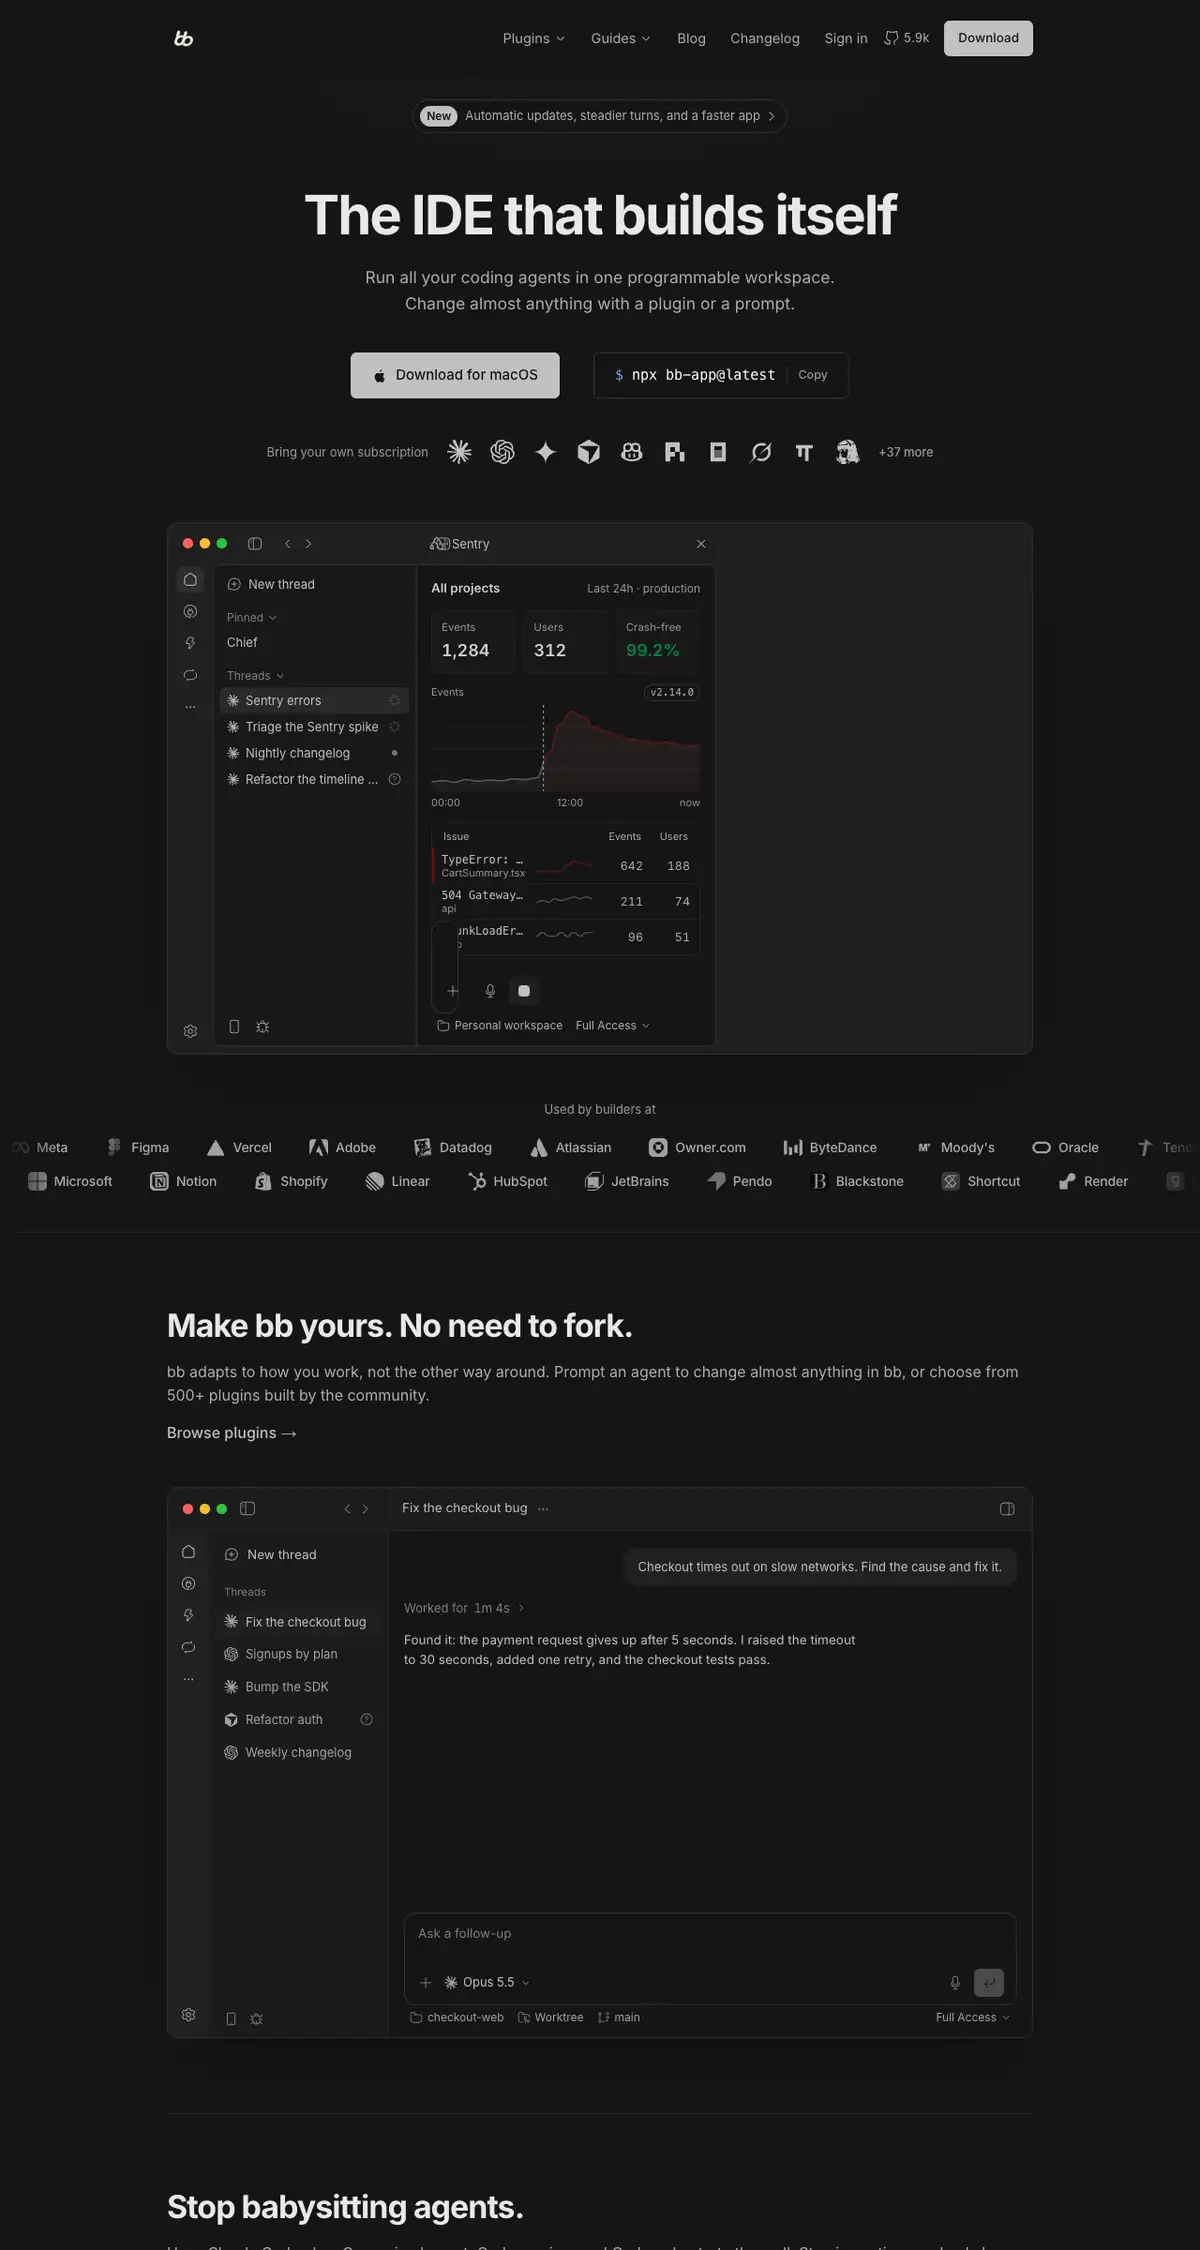 bb
Plugins Guides Blog Changelog Sign in 5.9k Download
New Automatic updates, steadier turns, and a faster app
The IDE that builds itself
Run all your coding agents in one programmable workspace.
Change almost anything with a plugin or a prompt.
Download for macOS
$ npx bb-app@latest Copy
Bring your own subscription +37 more
Sentry
New thread
Pinned
Chief
Threads
Sentry errors
Triage the Sentry spike
Nightly changelog
Refactor the timeline ...
All projects Last 24h · production
Events Users Crash-free
1,284 312 99.2%
Events v2.14.0
00:00 12:00 now
Issue Events Users
TypeError: … 642 188
CartSummary.tsx
504 Gateway… 211 74
api
unkLoadEr… 96 51
Personal workspace Full Access
Used by builders at
Meta Figma Vercel Adobe Datadog Atlassian Owner.com ByteDance Moody's Oracle
Microsoft Notion Shopify Linear HubSpot JetBrains Pendo Blackstone Shortcut Render
Make bb yours. No need to fork.
bb adapts to how you work, not the other way around. Prompt an agent to change almost anything in bb, or choose from
500+ plugins built by the community.
Browse plugins →
Fix the checkout bug ...
New thread
Threads
Fix the checkout bug
Signups by plan
Bump the SDK
Refactor auth
Weekly changelog
Checkout times out on slow networks. Find the cause and fix it.
Worked for 1m 4s
Found it: the payment request gives up after 5 seconds. I raised the timeout
to 30 seconds, added one retry, and the checkout tests pass.
Ask a follow-up
Opus 5.5
checkout-web Worktree main Full Access
Stop babysitting agents.